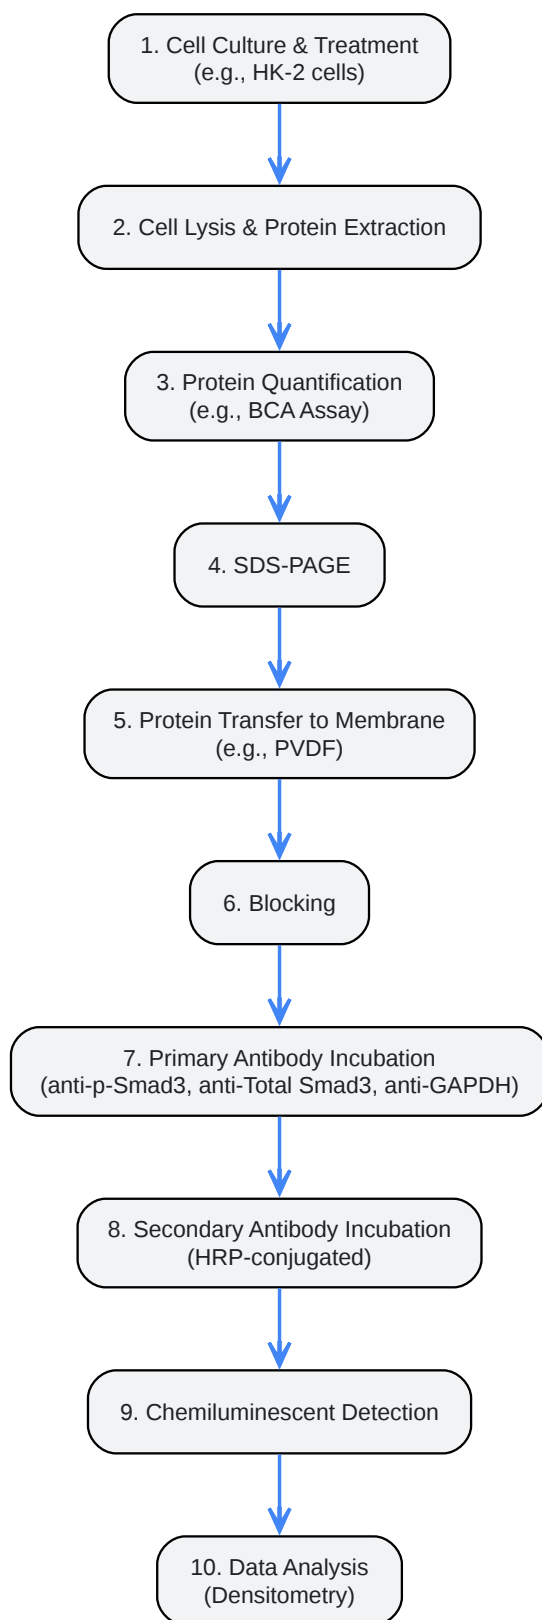 1. Cell Culture & Treatment
(e.g., HK-2 cells)
2. Cell Lysis & Protein Extraction
3. Protein Quantification
(e.g., BCA Assay)
4. SDS-PAGE
5. Protein Transfer to Membrane
(e.g., PVDF)
6. Blocking
7. Primary Antibody Incubation
(anti-p-Smad3, anti-Total Smad3, anti-GAPDH)
8. Secondary Antibody Incubation
(HRP-conjugated)
9. Chemiluminescent Detection
10. Data Analysis
(Densitometry)